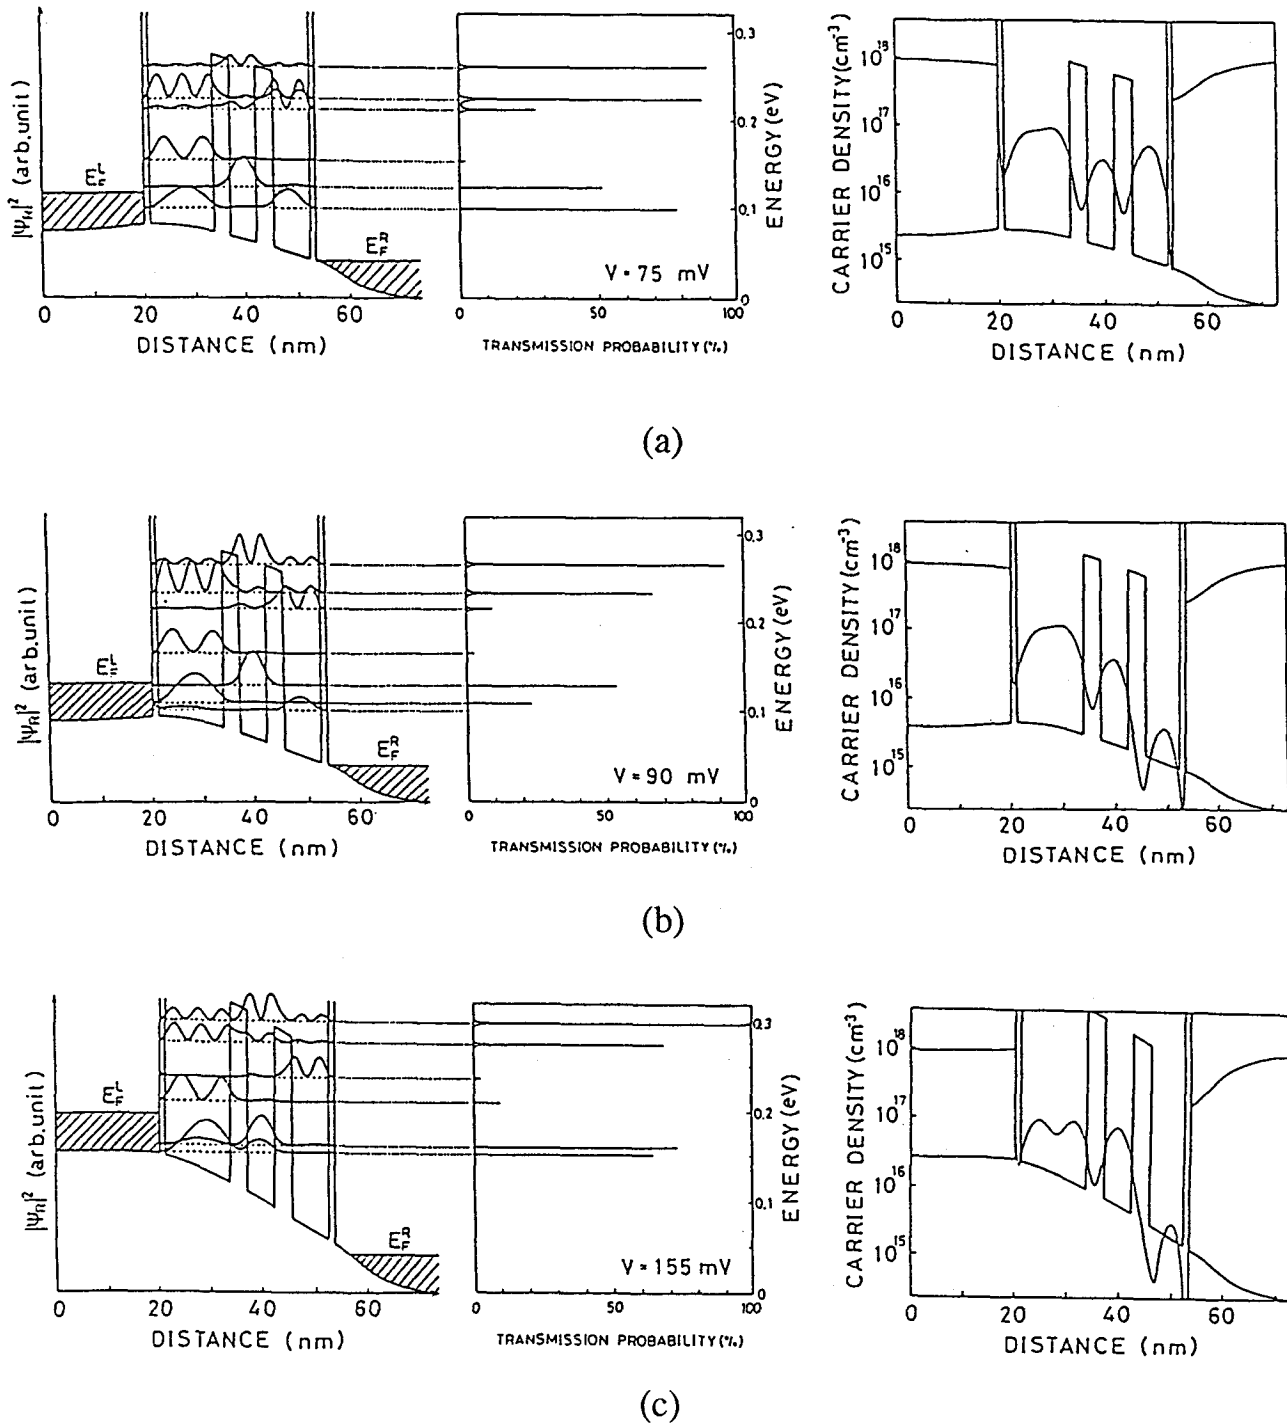 |Ψn|² (arb.unit)
E_F^L
E_F^R
0 20 40 60
DISTANCE (nm)
V = 75 mV
0 50 100
TRANSMISSION PROBABILITY (%)
0.3
0.2
0.1
0
ENERGY (eV)
CARRIER DENSITY (cm⁻³)
10¹⁸
10¹⁷
10¹⁶
10¹⁵
0 20 40 60
DISTANCE (nm)
(a)
|Ψn|² (arb.unit)
E_F^L
E_F^R
0 20 40 60
DISTANCE (nm)
V = 90 mV
0 50 100
TRANSMISSION PROBABILITY (%)
0.3
0.2
0.1
0
ENERGY (eV)
CARRIER DENSITY (cm⁻³)
10¹⁸
10¹⁷
10¹⁶
10¹⁵
0 20 40 60
DISTANCE (nm)
(b)
|Ψn|² (arb.unit)
E_F^L
E_F^R
0 20 40 60
DISTANCE (nm)
V = 155 mV
0 50 100
TRANSMISSION PROBABILITY (%)
0.3
0.2
0.1
0
ENERGY (eV)
CARRIER DENSITY (cm⁻³)
10¹⁸
10¹⁷
10¹⁶
10¹⁵
0 20 40 60
DISTANCE (nm)
(c)